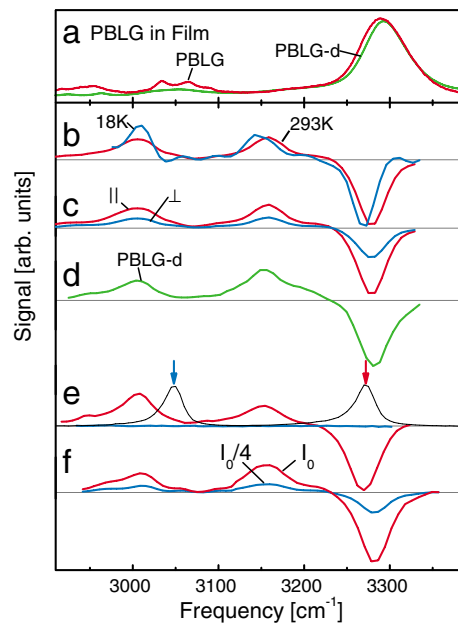 a PBLG in Film
PBLG-d
PBLG
b 18K 293K
c || ⊥
d PBLG-d
e
f I₀/4 I₀
Signal [arb. units]
3000 3100 3200 3300
Frequency [cm⁻¹]